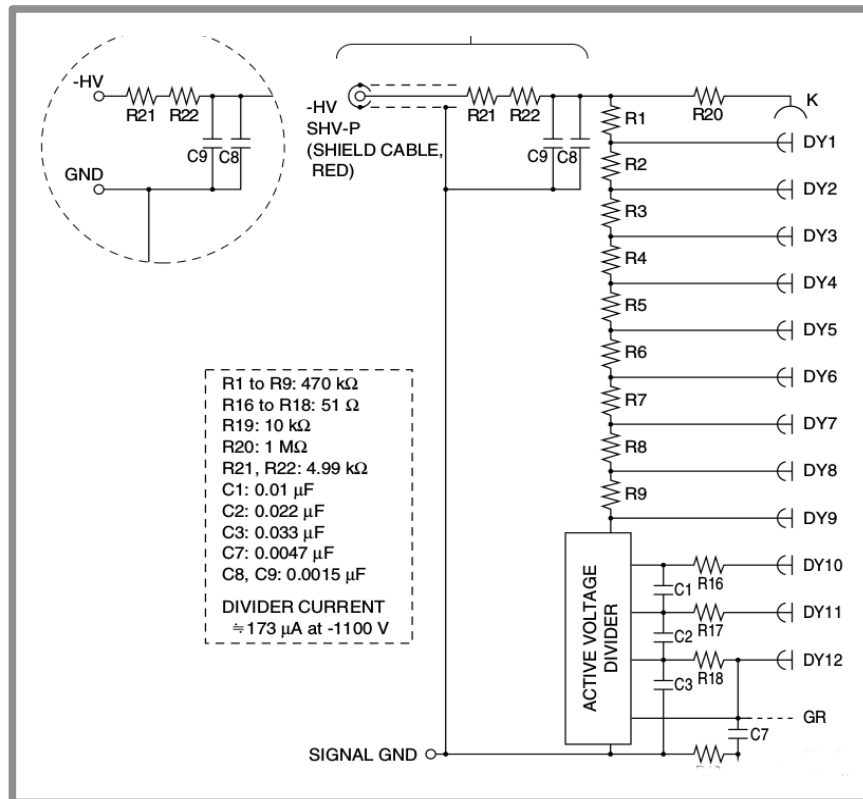 -HV
R21
R22
C9
C8
GND
-HV
SHV-P
(SHIELD CABLE,
RED)
R21
R22
C9
C8
R1
R20
K
DY1
R2
DY2
R3
DY3
R4
DY4
R5
DY5
R6
DY6
R7
DY7
R8
DY8
R9
DY9
R1 to R9: 470 kΩ
R16 to R18: 51 Ω
R19: 10 kΩ
R20: 1 MΩ
R21, R22: 4.99 kΩ
C1: 0.01 µF
C2: 0.022 µF
C3: 0.033 µF
C7: 0.0047 µF
C8, C9: 0.0015 µF
DIVIDER CURRENT
≒173 µA at -1100 V
ACTIVE VOLTAGE
DIVIDER
C1
R16
DY10
C2
R17
DY11
C3
R18
DY12
GR
C7
SIGNAL GND